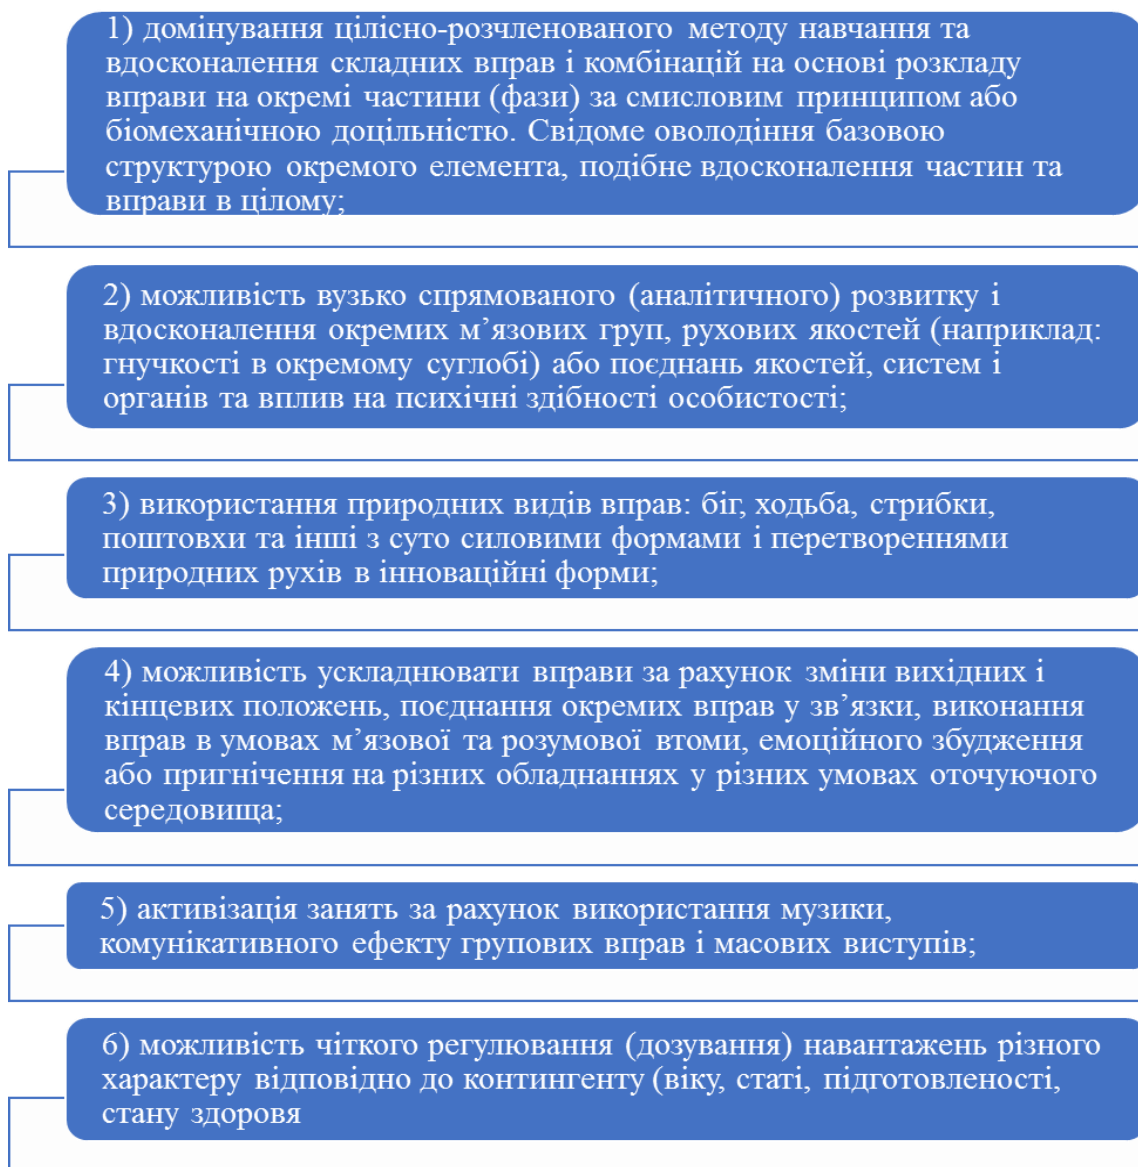 1) домінування цілісно-розчленованого методу навчання та
вдосконалення складних вправ і комбінацій на основі розкладу
вправи на окремі частини (фази) за смисловим принципом або
біомеханічною доцільністю. Свідоме оволодіння базовою
структурою окремого елемента, подібне вдосконалення частин та
вправи в цілому;
2) можливість вузько спрямованого (аналітичного) розвитку і
вдосконалення окремих м’язових груп, рухових якостей (наприклад:
гнучкості в окремому суглобі) або поєднань якостей, систем і
органів та вплив на психічні здібності особистості;
3) використання природних видів вправ: біг, ходьба, стрибки,
поштовхи та інші з суто силовими формами і перетвореннями
природних рухів в інноваційні форми;
4) можливість ускладнювати вправи за рахунок зміни вихідних і
кінцевих положень, поєднання окремих вправ у зв’язки, виконання
вправ в умовах м’язової та розумової втоми, емоційного збудження
або пригнічення на різних обладнаннях у різних умовах оточуючого
середовища;
5) активізація занять за рахунок використання музики,
комунікативного ефекту групових вправ і масових виступів;
6) можливість чіткого регулювання (дозування) навантажень різного
характеру відповідно до контингенту (віку, статі, підготовленості,
стану здоровя